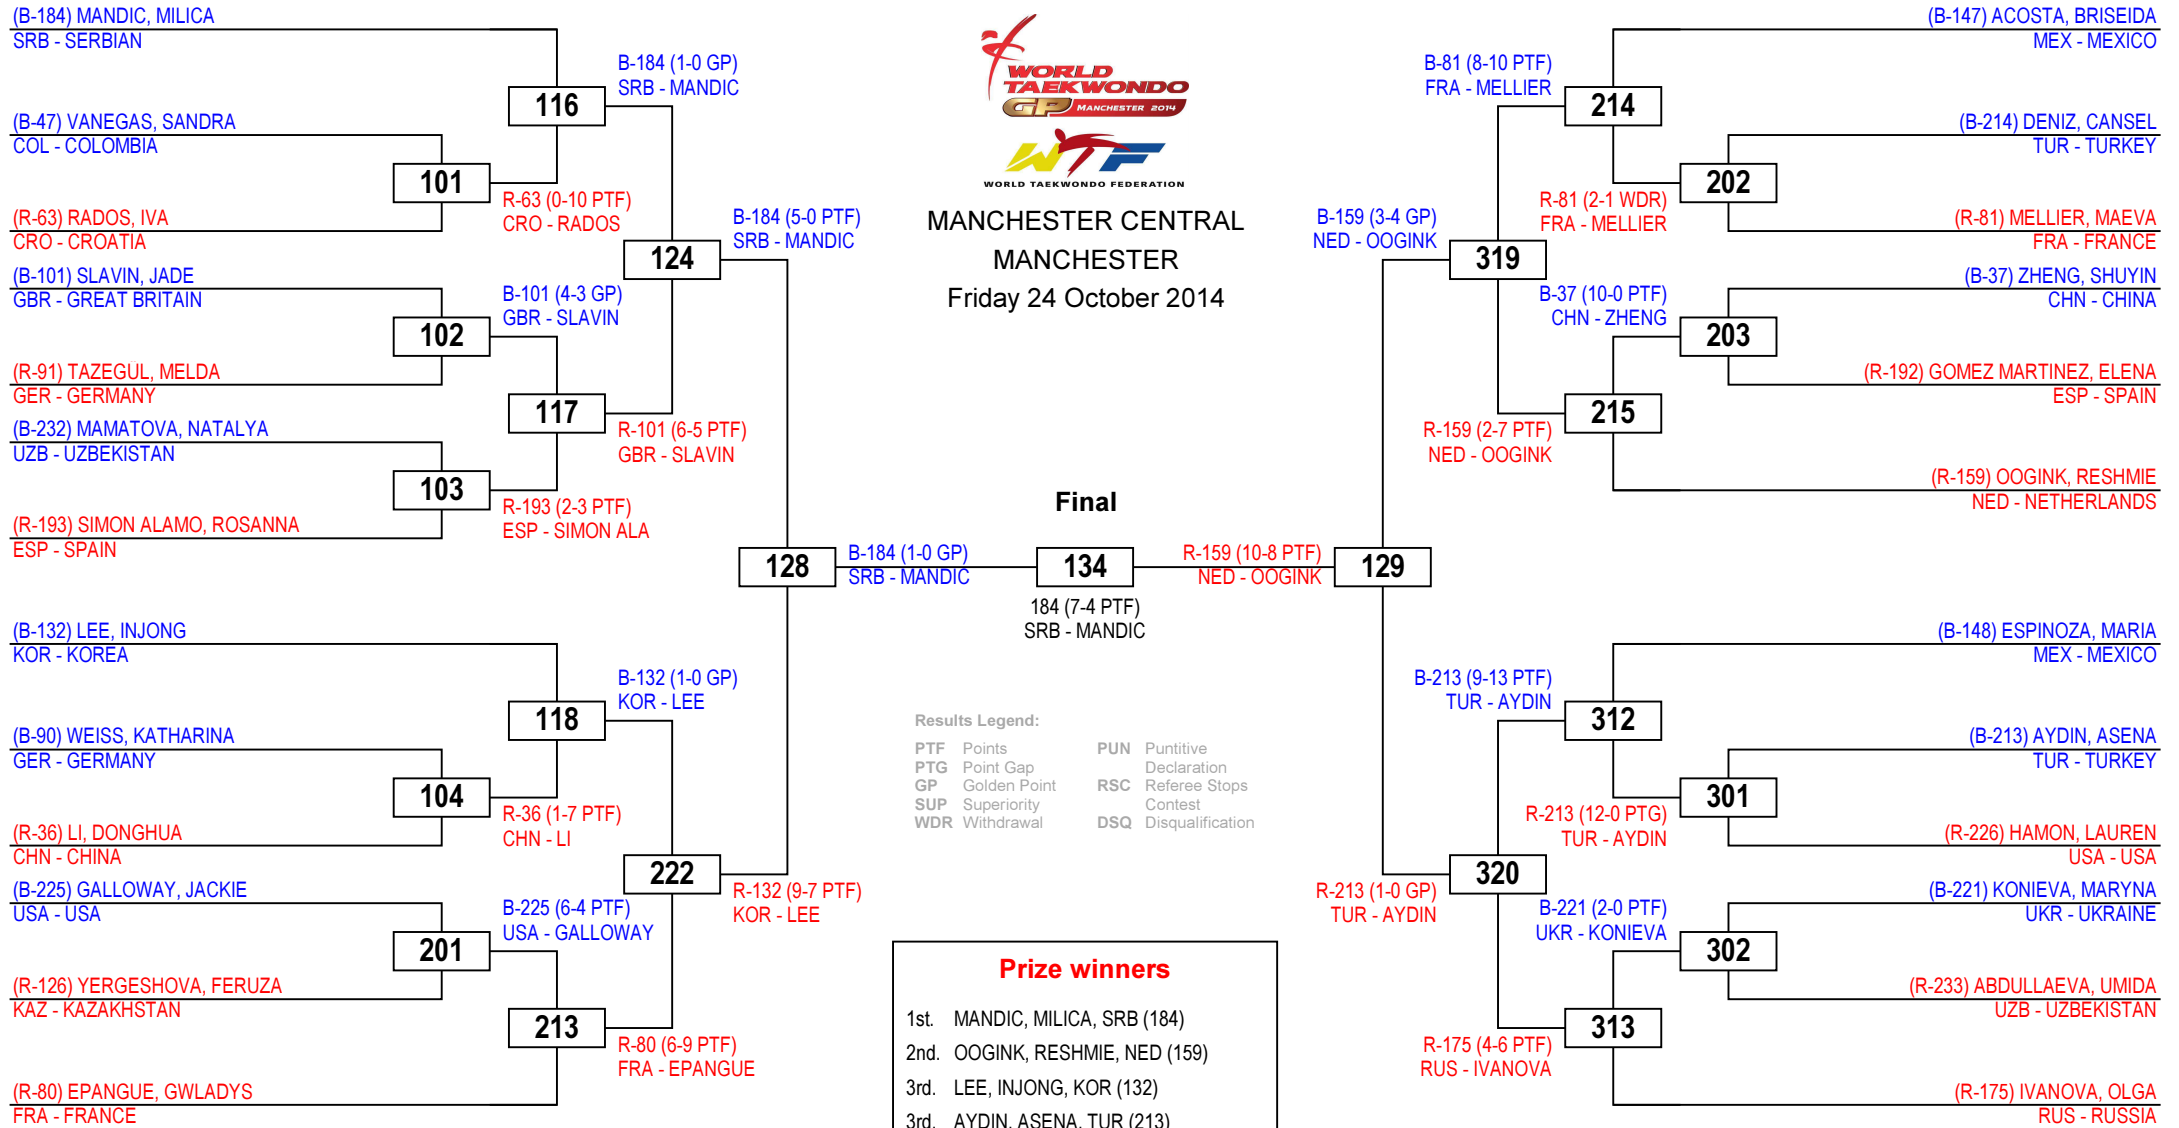 (B-184) MANDIC, MILICA
SRB - SERBIAN
(B-47) VANEGAS, SANDRA
COL - COLOMBIA
(R-63) RADOS, IVA
CRO - CROATIA
(B-101) SLAVIN, JADE
GBR - GREAT BRITAIN
(R-91) TAZEGÜL, MELDA
GER - GERMANY
(B-232) MAMATOVA, NATALYA
UZB - UZBEKISTAN
(R-193) SIMON ALAMO, ROSANNA
ESP - SPAIN
(B-132) LEE, INJONG
KOR - KOREA
(B-90) WEISS, KATHARINA
GER - GERMANY
(R-36) LI, DONGHUA
CHN - CHINA
(B-225) GALLOWAY, JACKIE
USA - USA
(R-126) YERGESHOVA, FERUZA
KAZ - KAZAKHSTAN
(R-80) EPANGUE, GWLADYS
FRA - FRANCE
101
R-63 (0-10 PTF)
CRO - RADOS
102
B-101 (4-3 GP)
GBR - SLAVIN
103
R-193 (2-3 PTF)
ESP - SIMON ALA
104
R-36 (1-7 PTF)
CHN - LI
201
B-225 (6-4 PTF)
USA - GALLOWAY
116
B-184 (1-0 GP)
SRB - MANDIC
117
R-101 (6-5 PTF)
GBR - SLAVIN
118
B-132 (1-0 GP)
KOR - LEE
213
R-80 (6-9 PTF)
FRA - EPANGUE
124
B-184 (5-0 PTF)
SRB - MANDIC
222
R-132 (9-7 PTF)
KOR - LEE
128
B-184 (1-0 GP)
SRB - MANDIC
WORLD
TAEKWONDO
GP MANCHESTER 2014
WTF
WORLD TAEKWONDO FEDERATION
MANCHESTER CENTRAL
MANCHESTER
Friday 24 October 2014
Final
134
184 (7-4 PTF)
SRB - MANDIC
Results Legend:
PTF Points
PTG Point Gap
GP Golden Point
SUP Superiority
WDR Withdrawal
PUN Puntitive
Declaration
RSC Referee Stops
Contest
DSQ Disqualification
Prize winners
1st. MANDIC, MILICA, SRB (184)
2nd. OOGINK, RESHMIE, NED (159)
3rd. LEE, INJONG, KOR (132)
3rd. AYDIN, ASENA, TUR (213)
R-159 (10-8 PTF)
NED - OOGINK
129
B-159 (3-4 GP)
NED - OOGINK
319
R-213 (1-0 GP)
TUR - AYDIN
320
B-81 (8-10 PTF)
FRA - MELLIER
214
R-159 (2-7 PTF)
NED - OOGINK
215
B-213 (9-13 PTF)
TUR - AYDIN
312
R-175 (4-6 PTF)
RUS - IVANOVA
313
R-81 (2-1 WDR)
FRA - MELLIER
202
B-37 (10-0 PTF)
CHN - ZHENG
203
R-213 (12-0 PTG)
TUR - AYDIN
301
B-221 (2-0 PTF)
UKR - KONIEVA
302
(B-147) ACOSTA, BRISEIDA
MEX - MEXICO
(B-214) DENIZ, CANSEL
TUR - TURKEY
(R-81) MELLIER, MAEVA
FRA - FRANCE
(B-37) ZHENG, SHUYIN
CHN - CHINA
(R-192) GOMEZ MARTINEZ, ELENA
ESP - SPAIN
(R-159) OOGINK, RESHMIE
NED - NETHERLANDS
(B-148) ESPINOZA, MARIA
MEX - MEXICO
(B-213) AYDIN, ASENA
TUR - TURKEY
(R-226) HAMON, LAUREN
USA - USA
(B-221) KONIEVA, MARYNA
UKR - UKRAINE
(R-233) ABDULLAEVA, UMIDA
UZB - UZBEKISTAN
(R-175) IVANOVA, OLGA
RUS - RUSSIA